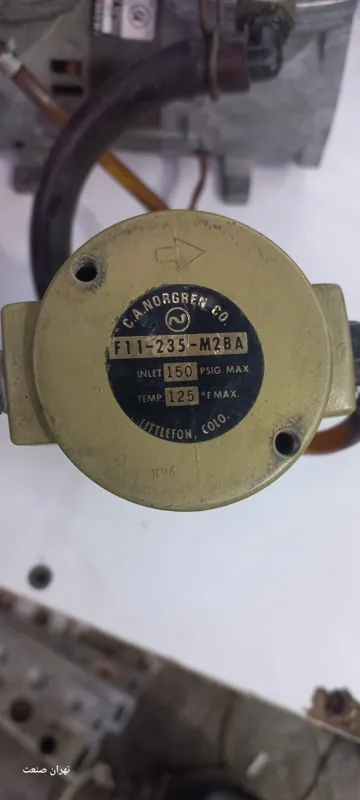 C.A.NORGREN CO.
F11-235-M2BA
INLET 150 PSIG. MAX
TEMP. 125 °F MAX.
LITTLETON, COLO.
تهران صنعت